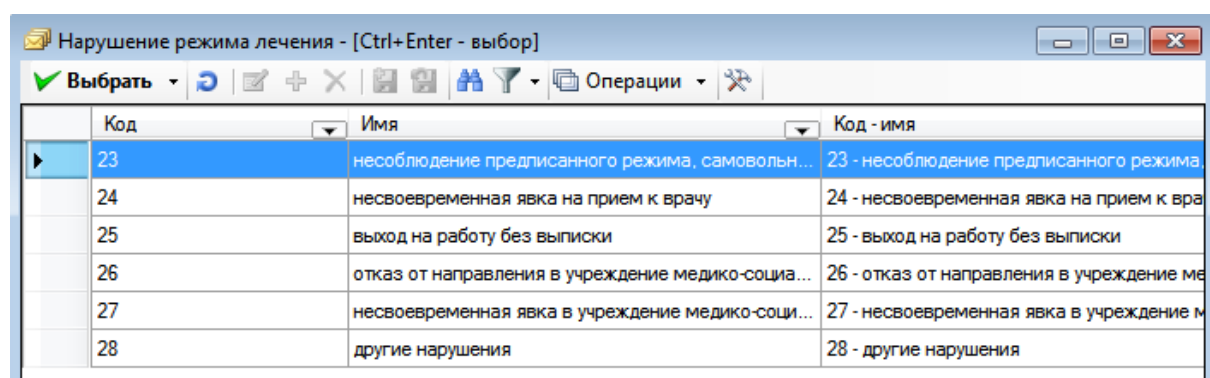 Нарушение режима лечения - [Ctrl+Enter - выбор]
Выбрать Операции
Код Имя Код - имя
23 несоблюдение предписанного режима, самовольн... 23 - несоблюдение предписанного режима,
24 несвоевременная явка на прием к врачу 24 - несвоевременная явка на прием к вра
25 выход на работу без выписки 25 - выход на работу без выписки
26 отказ от направления в учреждение медико-социа... 26 - отказ от направления в учреждение ме
27 несвоевременная явка в учреждение медико-соци... 27 - несвоевременная явка в учреждение м
28 другие нарушения 28 - другие нарушения